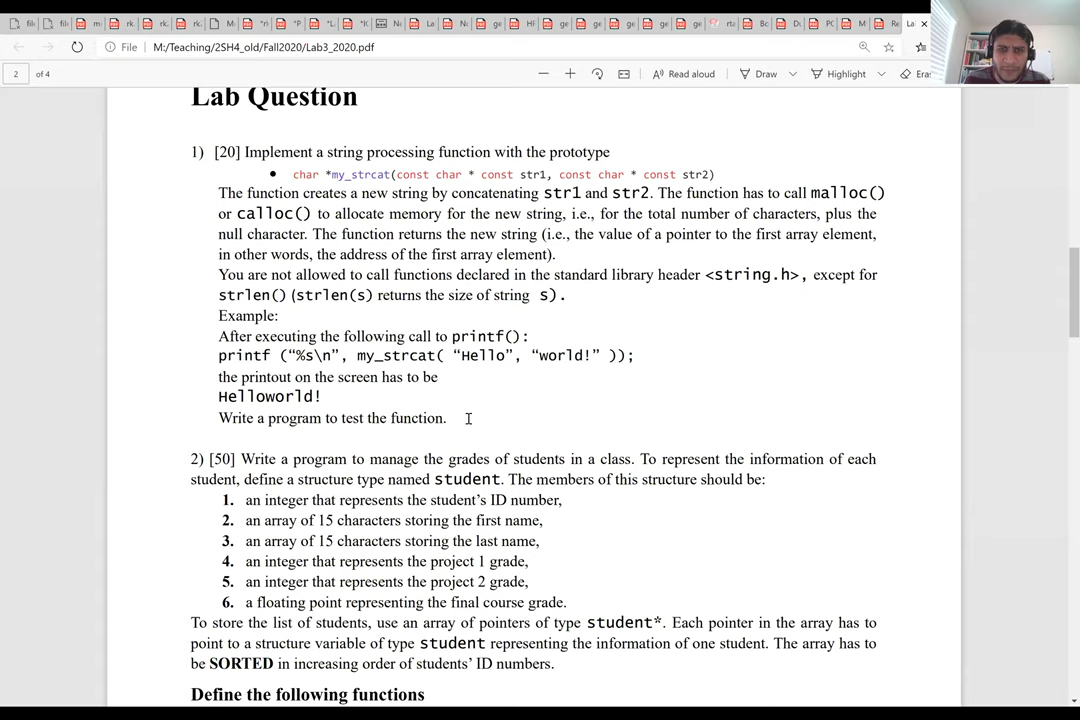 File
M:/Teaching/2SH4_old/Fall2020/Lab3_2020.pdf
2 of 4
Read aloud
Draw
Highlight
Lab Question
1) [20] Implement a string processing function with the prototype
• char *my_strcat(const char * const str1, const char * const str2)
The function creates a new string by concatenating str1 and str2. The function has to call malloc()
or calloc() to allocate memory for the new string, i.e., for the total number of characters, plus the
null character. The function returns the new string (i.e., the value of a pointer to the first array element,
in other words, the address of the first array element).
You are not allowed to call functions declared in the standard library header <string.h>, except for
strlen() (strlen(s) returns the size of string s).
Example:
After executing the following call to printf():
printf (“%s\n”, my_strcat( “Hello”, “world!” ));
the printout on the screen has to be
Helloworld!
Write a program to test the function.
2) [50] Write a program to manage the grades of students in a class. To represent the information of each
student, define a structure type named student. The members of this structure should be:
1. an integer that represents the student’s ID number,
2. an array of 15 characters storing the first name,
3. an array of 15 characters storing the last name,
4. an integer that represents the project 1 grade,
5. an integer that represents the project 2 grade,
6. a floating point representing the final course grade.
To store the list of students, use an array of pointers of type student*. Each pointer in the array has to
point to a structure variable of type student representing the information of one student. The array has to
be SORTED in increasing order of students’ ID numbers.
Define the following functions